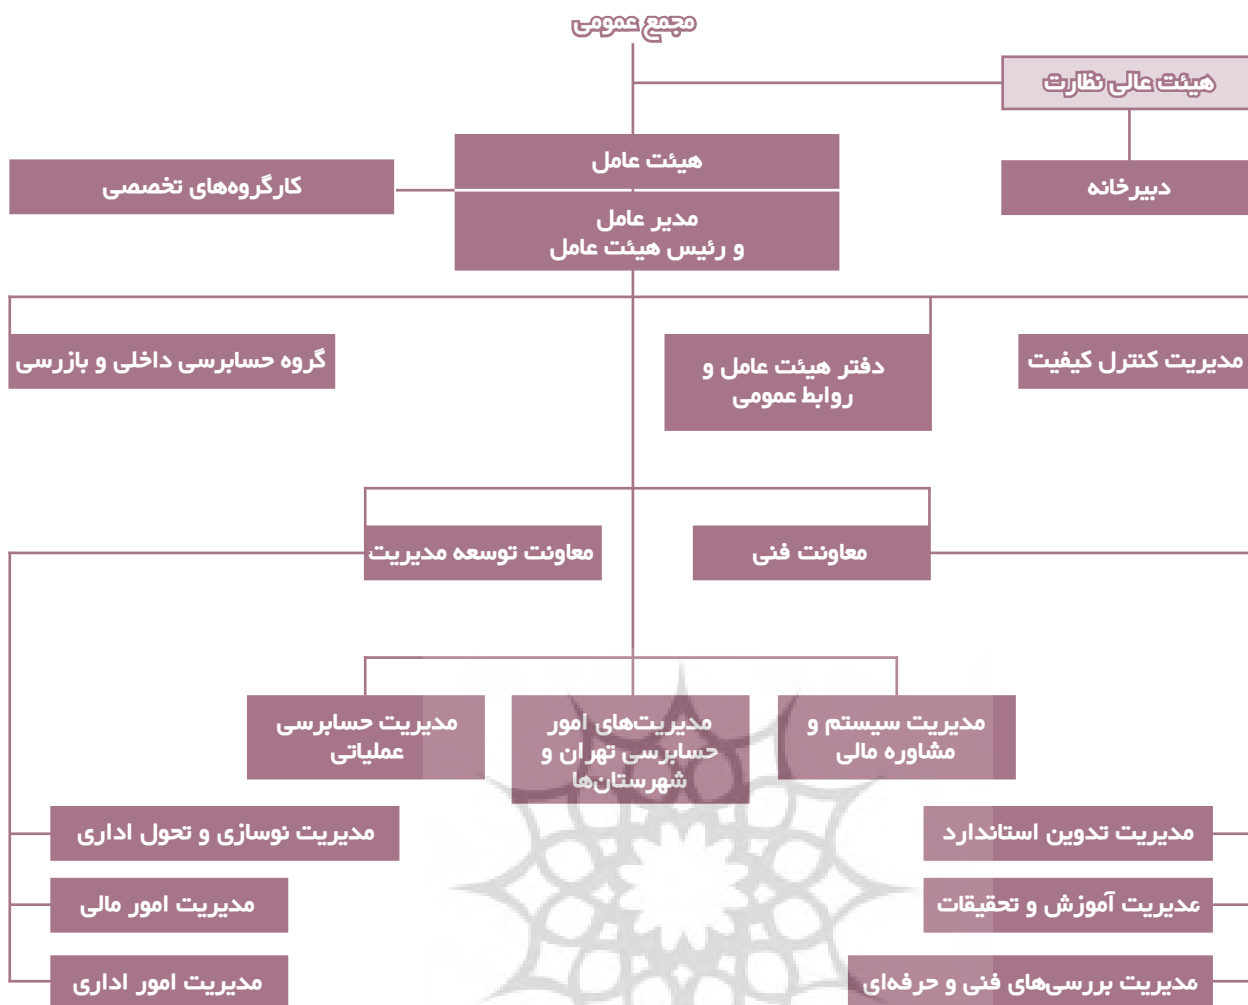 مجمع عمومی
هیئت عالی نظارت
دبیرخانه
هیئت عامل
کارگروه‌های تخصصی
مدیر عامل
و رئیس هیئت عامل
مدیریت کنترل کیفیت
دفتر هیئت عامل و
روابط عمومی
گروه حسابرسی داخلی و بازرسی
معاونت فنی
معاونت توسعه مدیریت
مدیریت سیستم و
مشاوره مالی
مدیریت‌های امور
حسابرسی تهران و
شهرستان‌ها
مدیریت حسابرسی
عملیاتی
مدیریت تدوین استاندارد
مدیریت آموزش و تحقیقات
مدیریت بررسی‌های فنی و حرفه‌ای
مدیریت نوسازی و تحول اداری
مدیریت امور مالی
مدیریت امور اداری